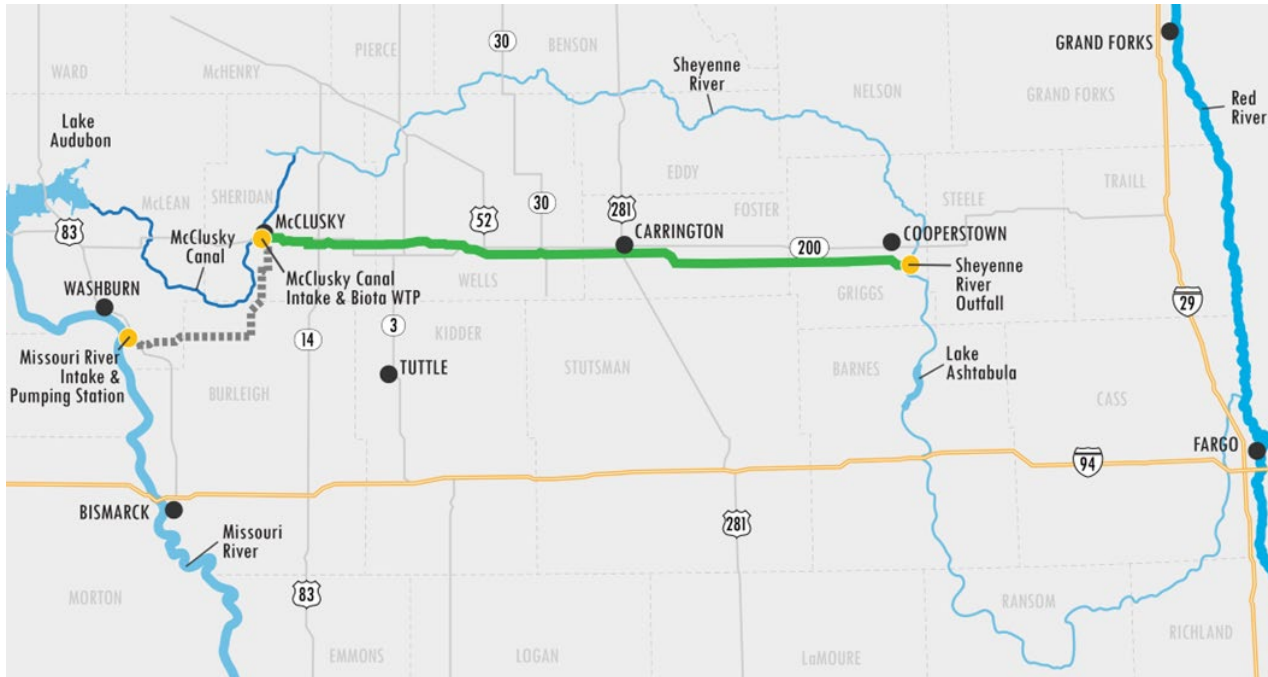 30
BENSON
PIERCE
GRAND FORKS
WARD
McHENRY
Sheyenne
River
NELSON
GRAND FORKS
Red
River
Lake
Audubon
EDDY
TRAILL
McLEAN
SHERIDAN
STEELE
30
281
FOSTER
83
McCLUSKY
52
CARRINGTON
200
COOPERSTOWN
McClusky
Canal
McClusky Canal
Intake & Biota WTP
WELLS
Sheyenne
River
Outfall
WASHBURN
GRIGGS
29
14
3
KIDDER
Missouri River
Intake &
Pumping Station
TUTTLE
STUTSMAN
BARNES
Lake
Ashtabula
BURLEIGH
CASS
FARGO
94
BISMARCK
281
Missouri
River
83
MORTON
RANSOM
RICHLAND
EMMONS
LOGAN
LaMOURE